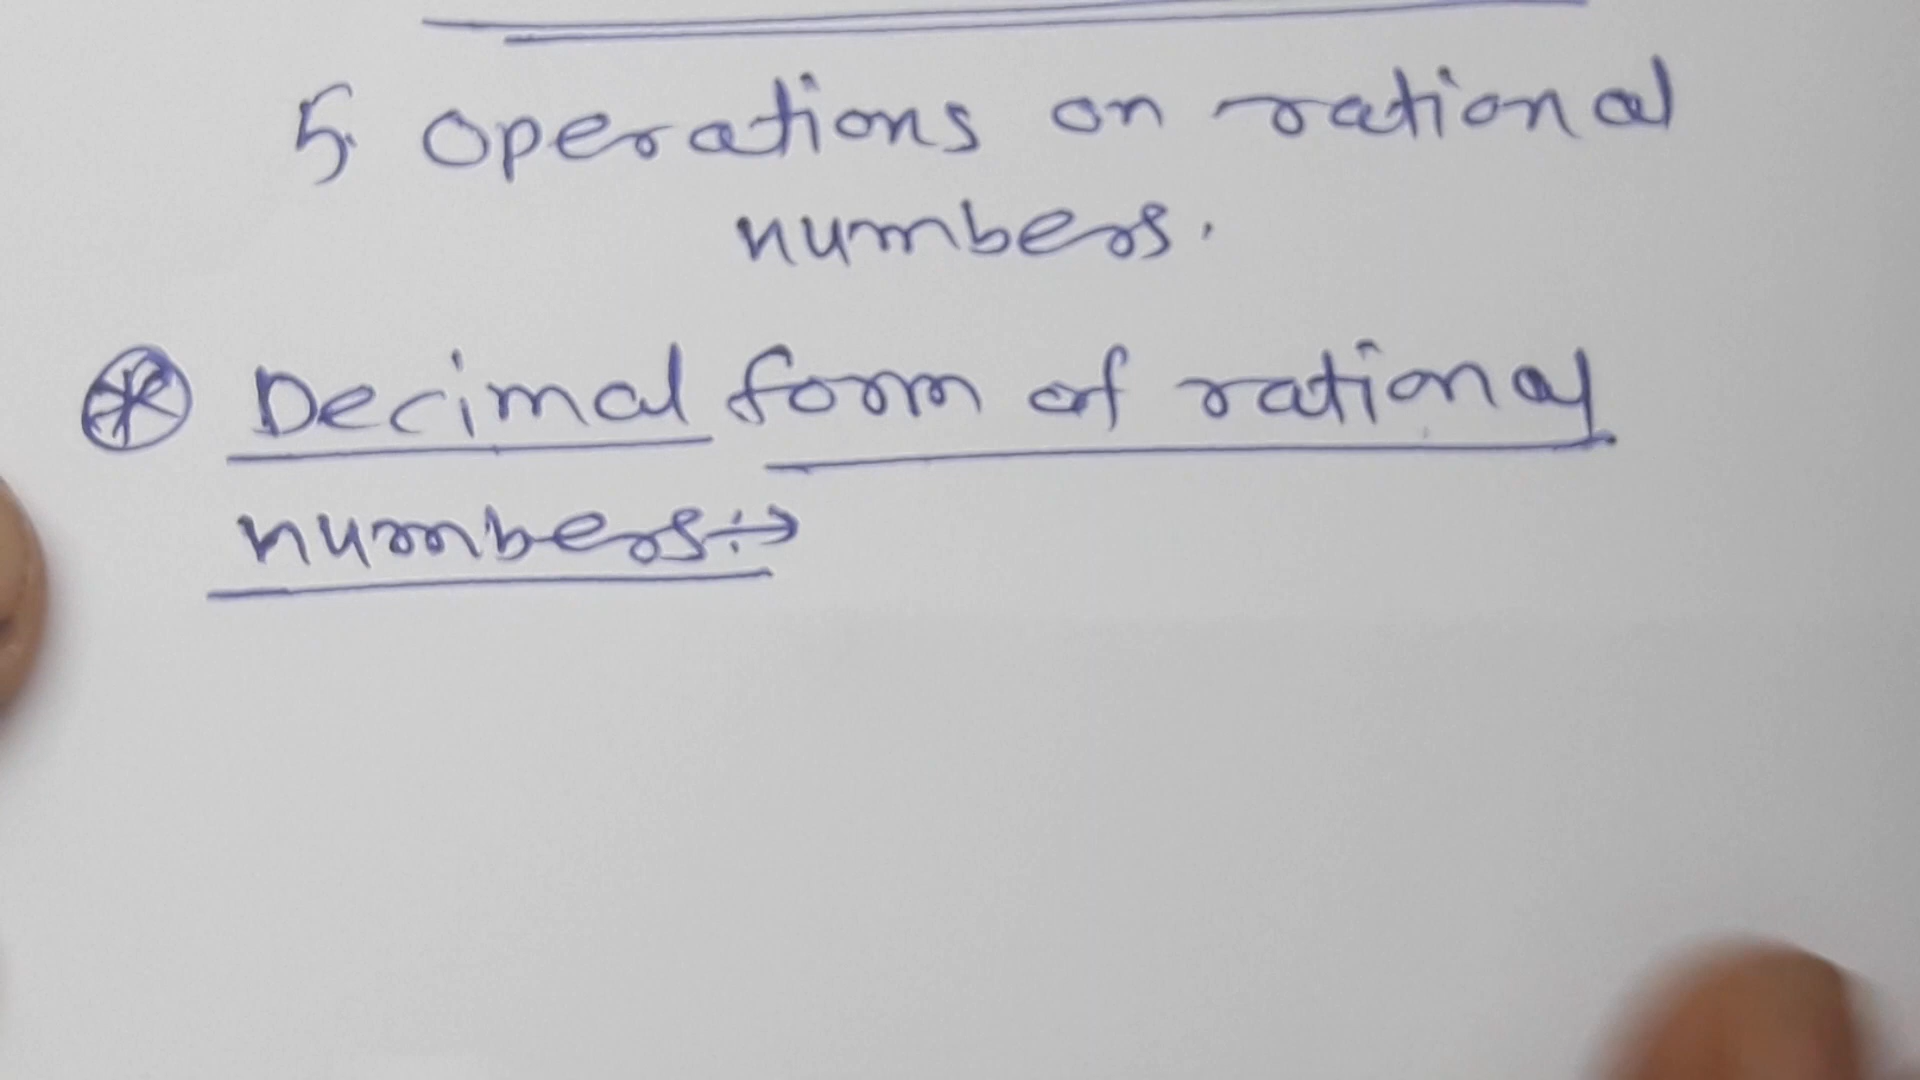 5. Operations on rational
numbers.
* Decimal form of rational
numbers:→